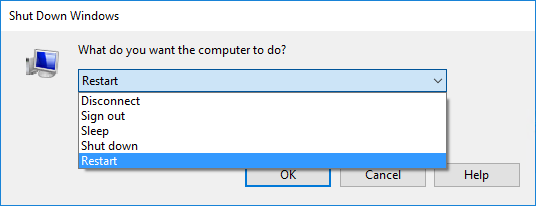 Shut Down Windows
What do you want the computer to do?
Restart
Disconnect
Sign out
Sleep
Shut down
Restart
OK Cancel Help